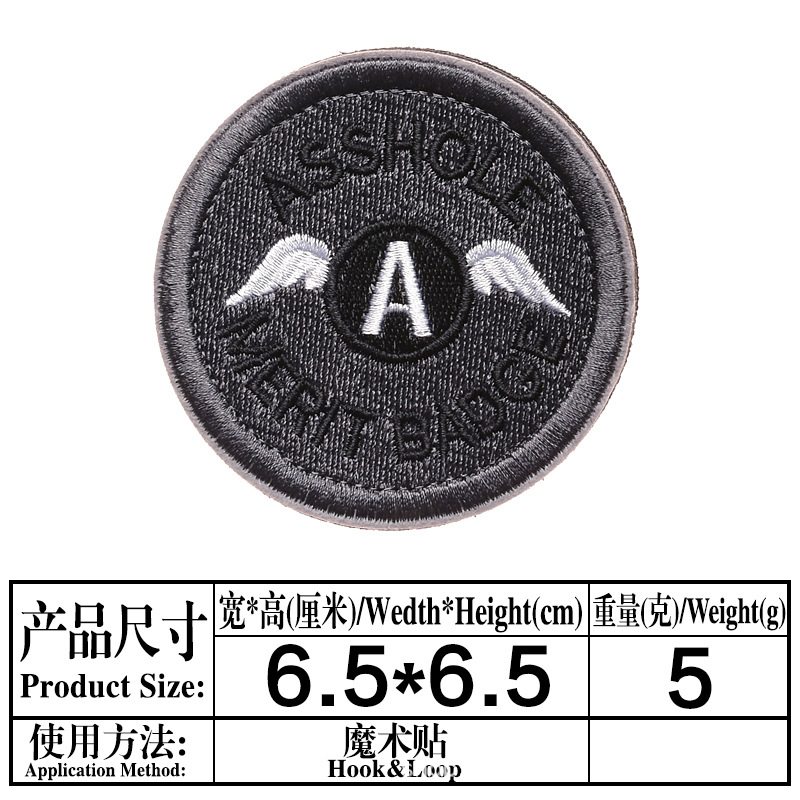 ASSHOLE
A
MERIT BADGE
产品尺寸
Product Size:
宽*高(厘米)/Wedth*Height(cm)
重量(克)/Weight(g)
6.5*6.5
5
使用方法:
Application Method:
魔术贴
Hook&Loop